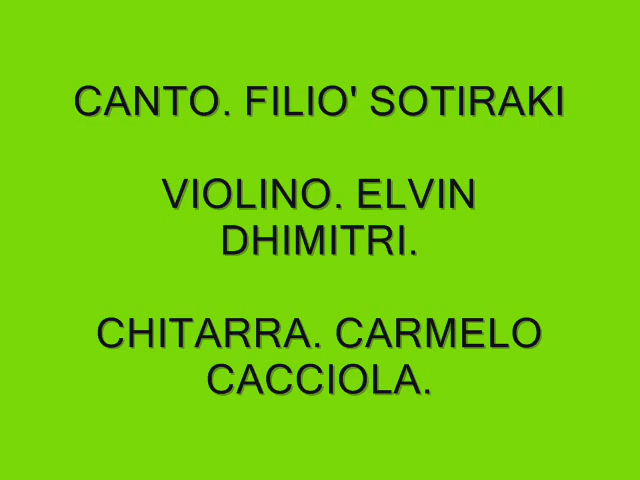 CANTO. FILIO' SOTIRAKI
VIOLINO. ELVIN
DHIMITRI.
CHITARRA. CARMELO
CACCIOLA.